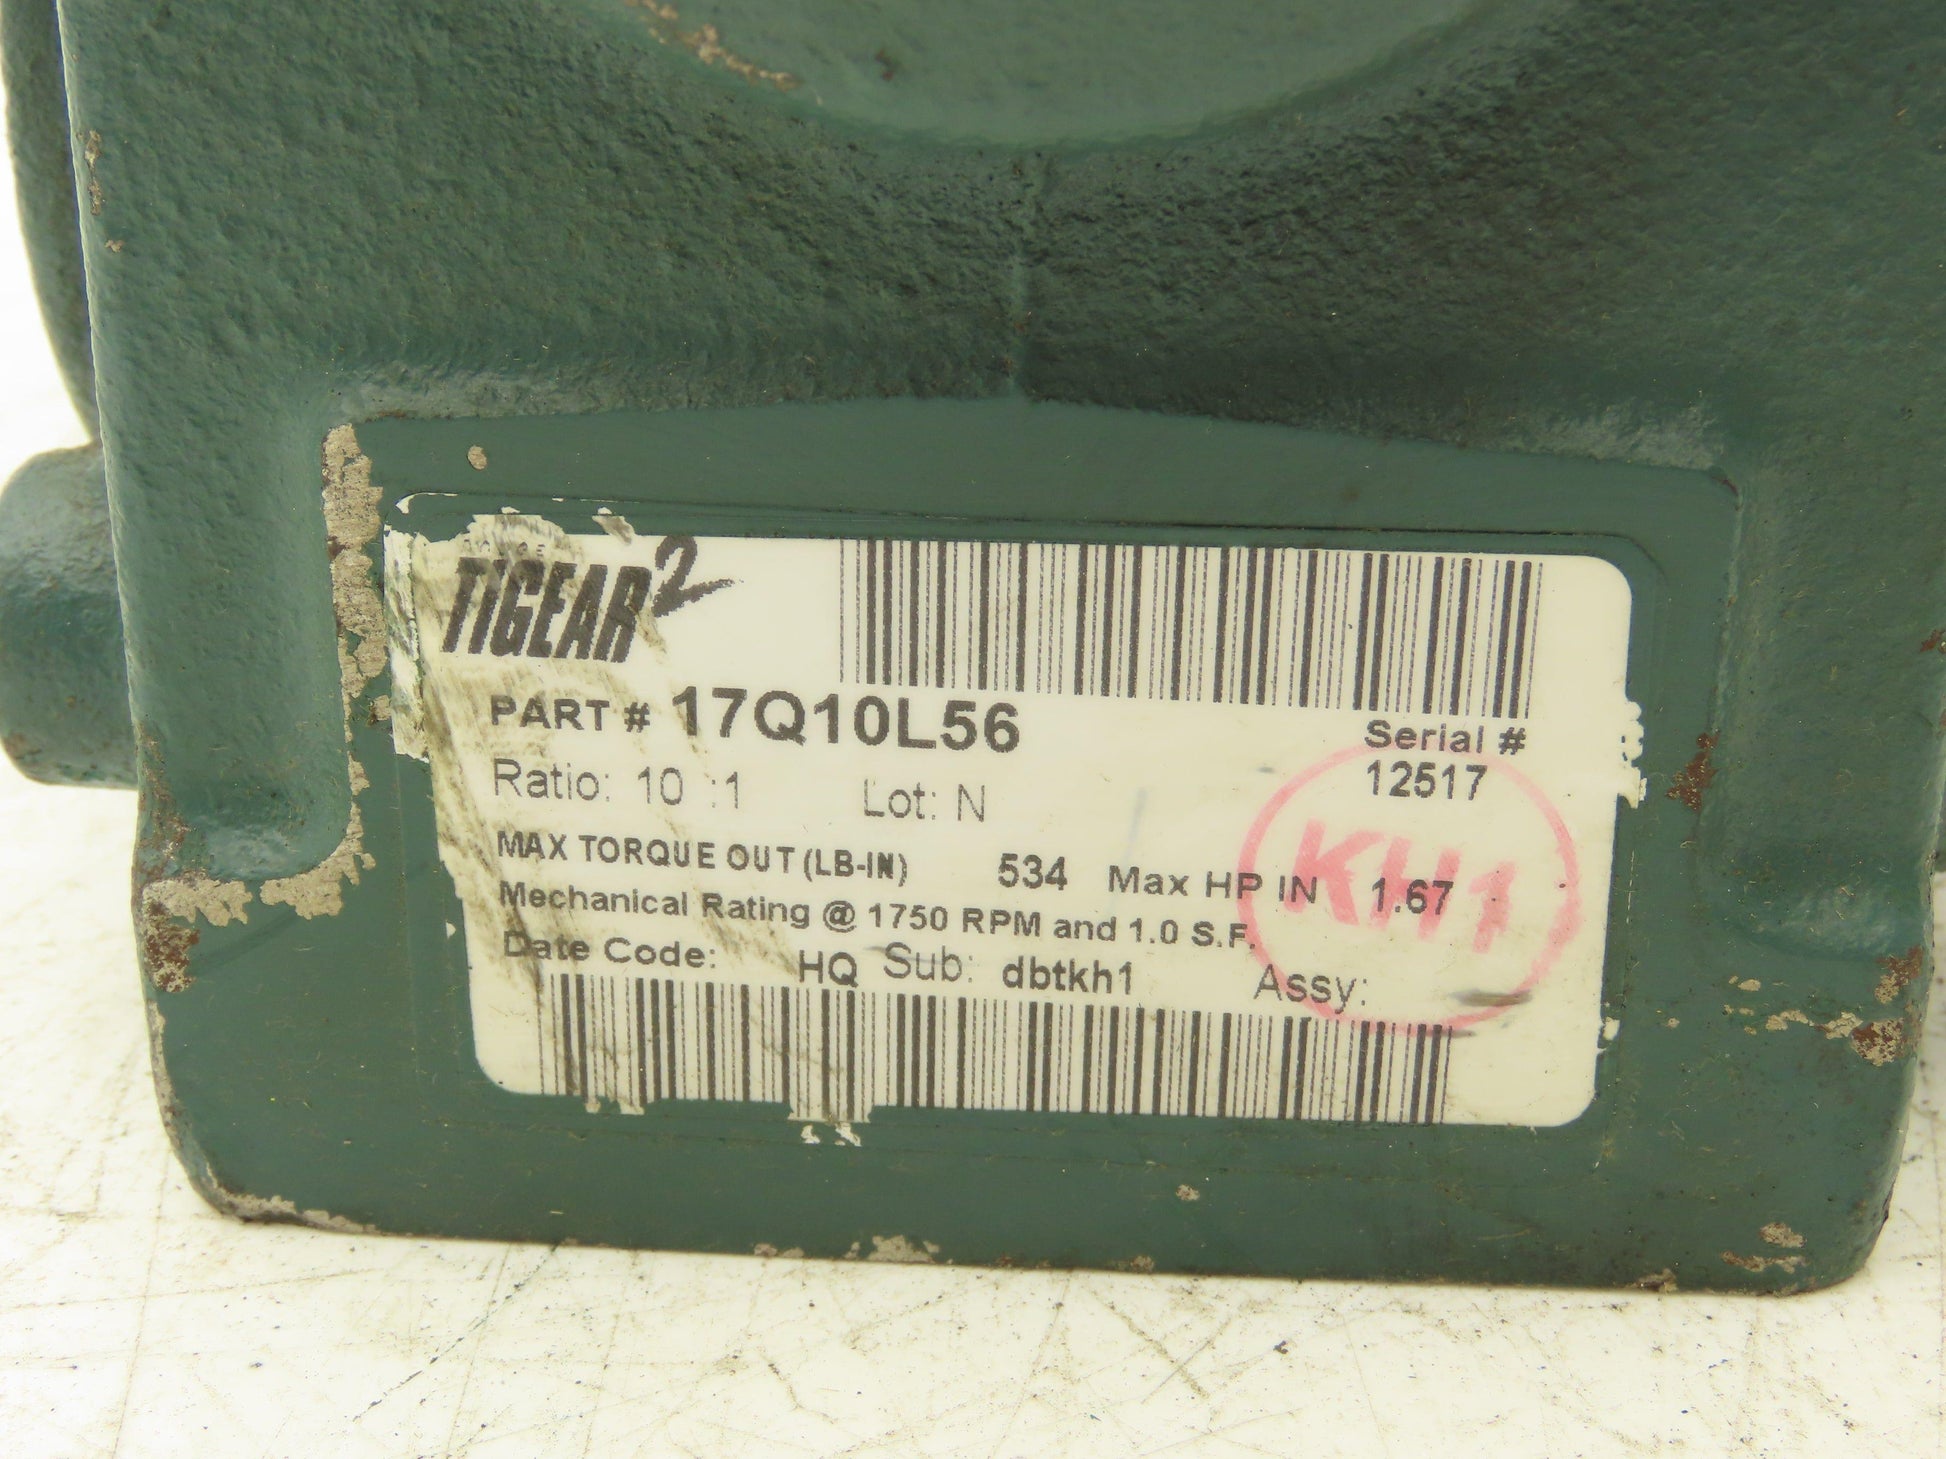 TIGEAR 2
PART # 17Q10L56
Serial #
12517
Ratio: 10 :1 Lot: N
MAX TORQUE OUT (LB-IN) 534 Max HP IN 1.67
Mechanical Rating @ 1750 RPM and 1.0 S.F.
Date Code: HQ Sub: dbtkh1 Assy:
KH1